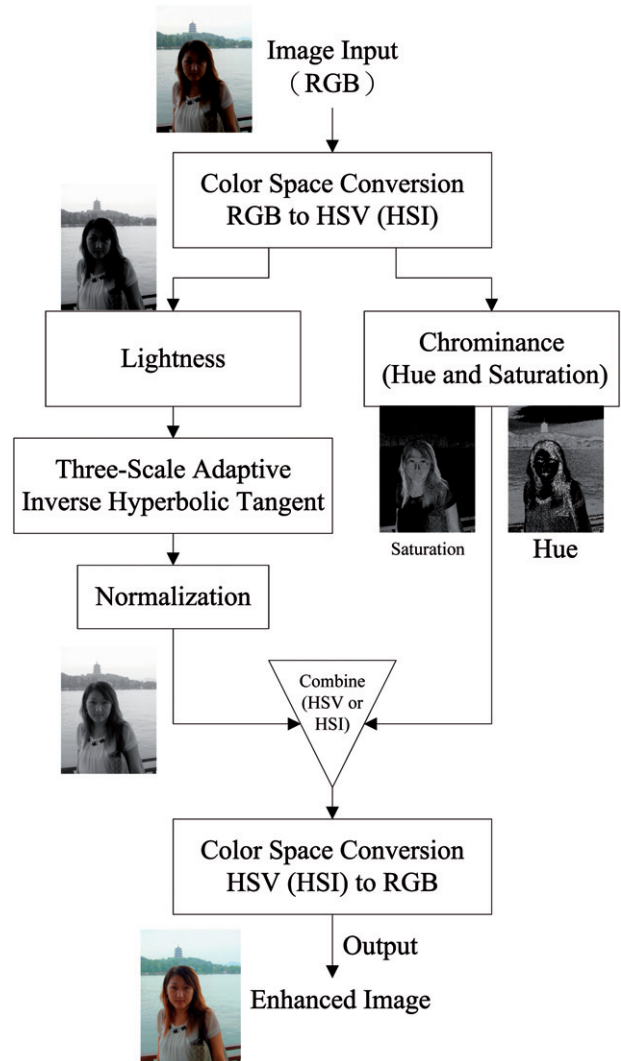 Image Input
（RGB）
Color Space Conversion
RGB to HSV (HSI)
Lightness
Chrominance
(Hue and Saturation)
Three-Scale Adaptive
Inverse Hyperbolic Tangent
Saturation
Hue
Normalization
Combine
(HSV or
HSI)
Color Space Conversion
HSV (HSI) to RGB
Output
Enhanced Image